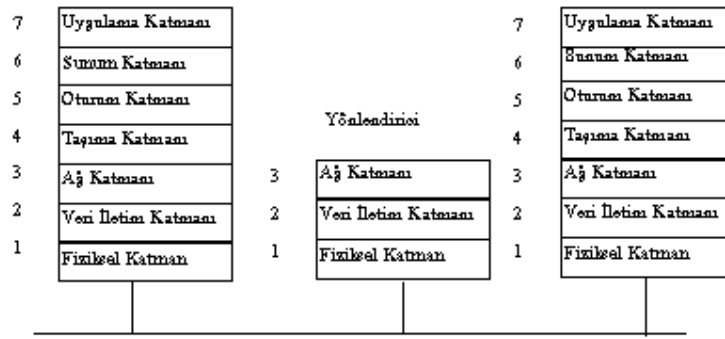 7 Uygulama Katmanı
6 Sunum Katmanı
5 Oturum Katmanı
4 Taşıma Katmanı
3 Ağ Katmanı
2 Veri İletim Katmanı
1 Fiziksel Katman
Yönlendirici
3 Ağ Katmanı
2 Veri İletim Katmanı
1 Fiziksel Katman
7 Uygulama Katmanı
6 Sunum Katmanı
5 Oturum Katmanı
4 Taşıma Katmanı
3 Ağ Katmanı
2 Veri İletim Katmanı
1 Fiziksel Katman